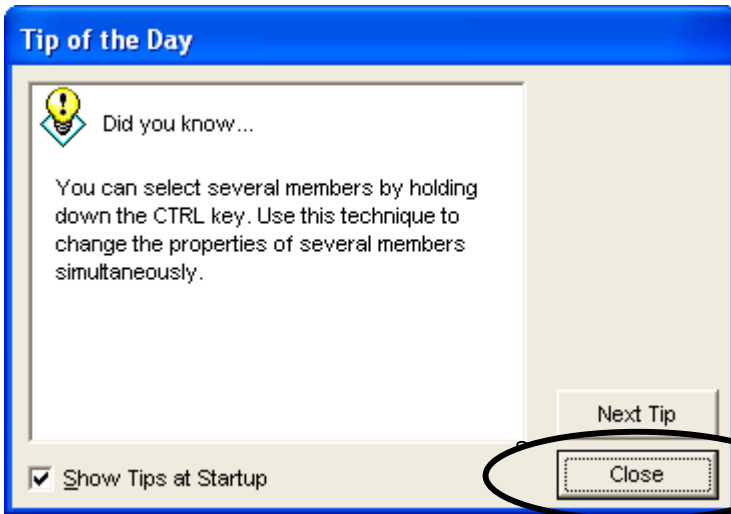 Tip of the Day
Did you know...
You can select several members by holding
down the CTRL key. Use this technique to
change the properties of several members
simultaneously.
Next Tip
Show Tips at Startup
Close